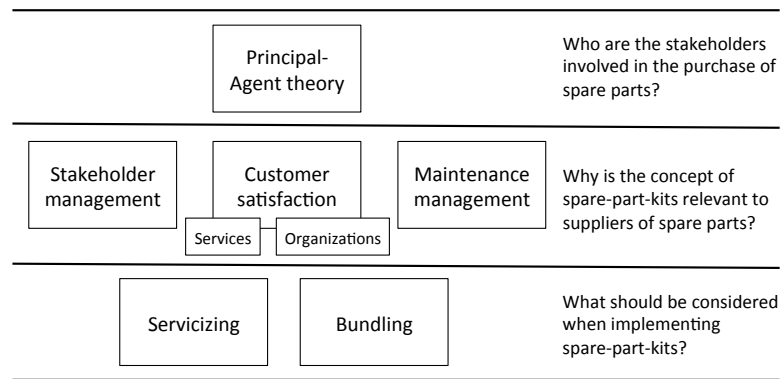 Principal-
Agent theory
Who are the stakeholders
involved in the purchase of
spare parts?
Stakeholder
management
Customer
satisfaction
Services
Organizations
Maintenance
management
Why is the concept of
spare-part-kits relevant to
suppliers of spare parts?
Servicizing
Bundling
What should be considered
when implementing
spare-part-kits?